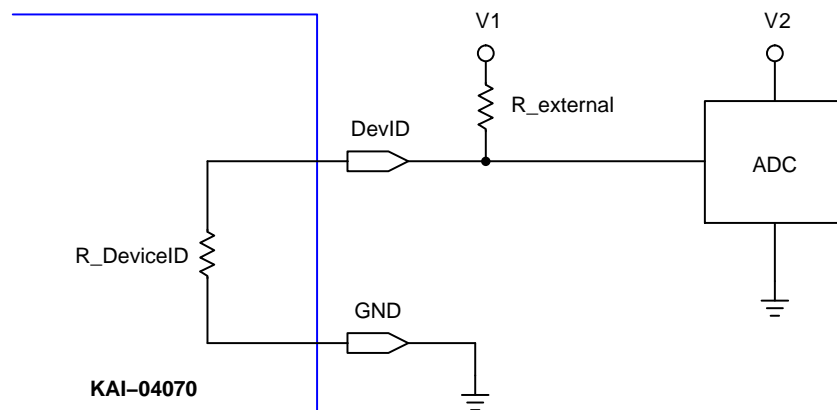 V1
V2
R_external
DevID
ADC
R_DeviceID
GND
KAI–04070